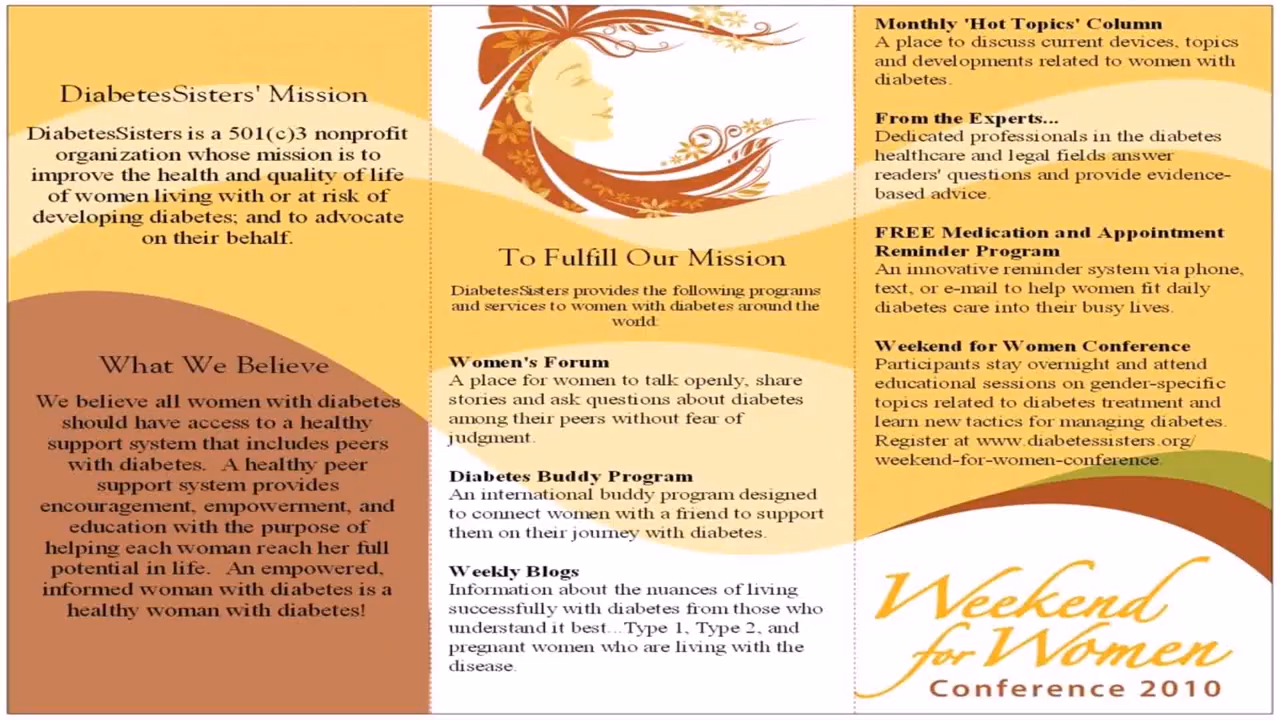 DiabetesSisters' Mission
DiabetesSisters is a 501(c)3 nonprofit
organization whose mission is to
improve the health and quality of life
of women living with or at risk of
developing diabetes; and to advocate
on their behalf.
What We Believe
We believe all women with diabetes
should have access to a healthy
support system that includes peers
with diabetes.  A healthy peer
support system provides
encouragement, empowerment, and
education with the purpose of
helping each woman reach her full
potential in life.  An empowered,
informed woman with diabetes is a
healthy woman with diabetes!
To Fulfill Our Mission
DiabetesSisters provides the following programs
and services to women with diabetes around the
world:
Women's Forum
A place for women to talk openly, share
stories and ask questions about diabetes
among their peers without fear of
judgment.
Diabetes Buddy Program
An international buddy program designed
to connect women with a friend to support
them on their journey with diabetes.
Weekly Blogs
Information about the nuances of living
successfully with diabetes from those who
understand it best...Type 1, Type 2, and
pregnant women who are living with the
disease.
Monthly 'Hot Topics' Column
A place to discuss current devices, topics
and developments related to women with
diabetes.
From the Experts...
Dedicated professionals in the diabetes
healthcare and legal fields answer
readers' questions and provide evidence-
based advice.
FREE Medication and Appointment
Reminder Program
An innovative reminder system via phone,
text, or e-mail to help women fit daily
diabetes care into their busy lives.
Weekend for Women Conference
Participants stay overnight and attend
educational sessions on gender-specific
topics related to diabetes treatment and
learn new tactics for managing diabetes.
Register at www.diabetessisters.org/
weekend-for-women-conference.
Weekend
for Women
Conference 2010